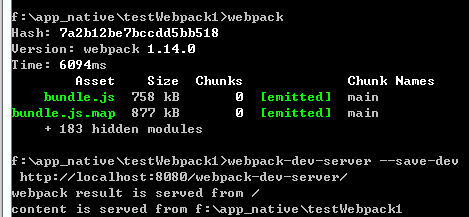 f:\app_native\testWebpack1>webpack
Hash: 7a2b12be7bccdd5bb518
Version: webpack 1.14.0
Time: 6094ms
Asset Size Chunks Chunk Names
bundle.js 758 kB 0 [emitted] main
bundle.js.map 877 kB 0 [emitted] main
+ 183 hidden modules
f:\app_native\testWebpack1>webpack-dev-server --save-dev
http://localhost:8080/webpack-dev-server/
webpack result is served from /
content is served from f:\app_native\testWebpack1